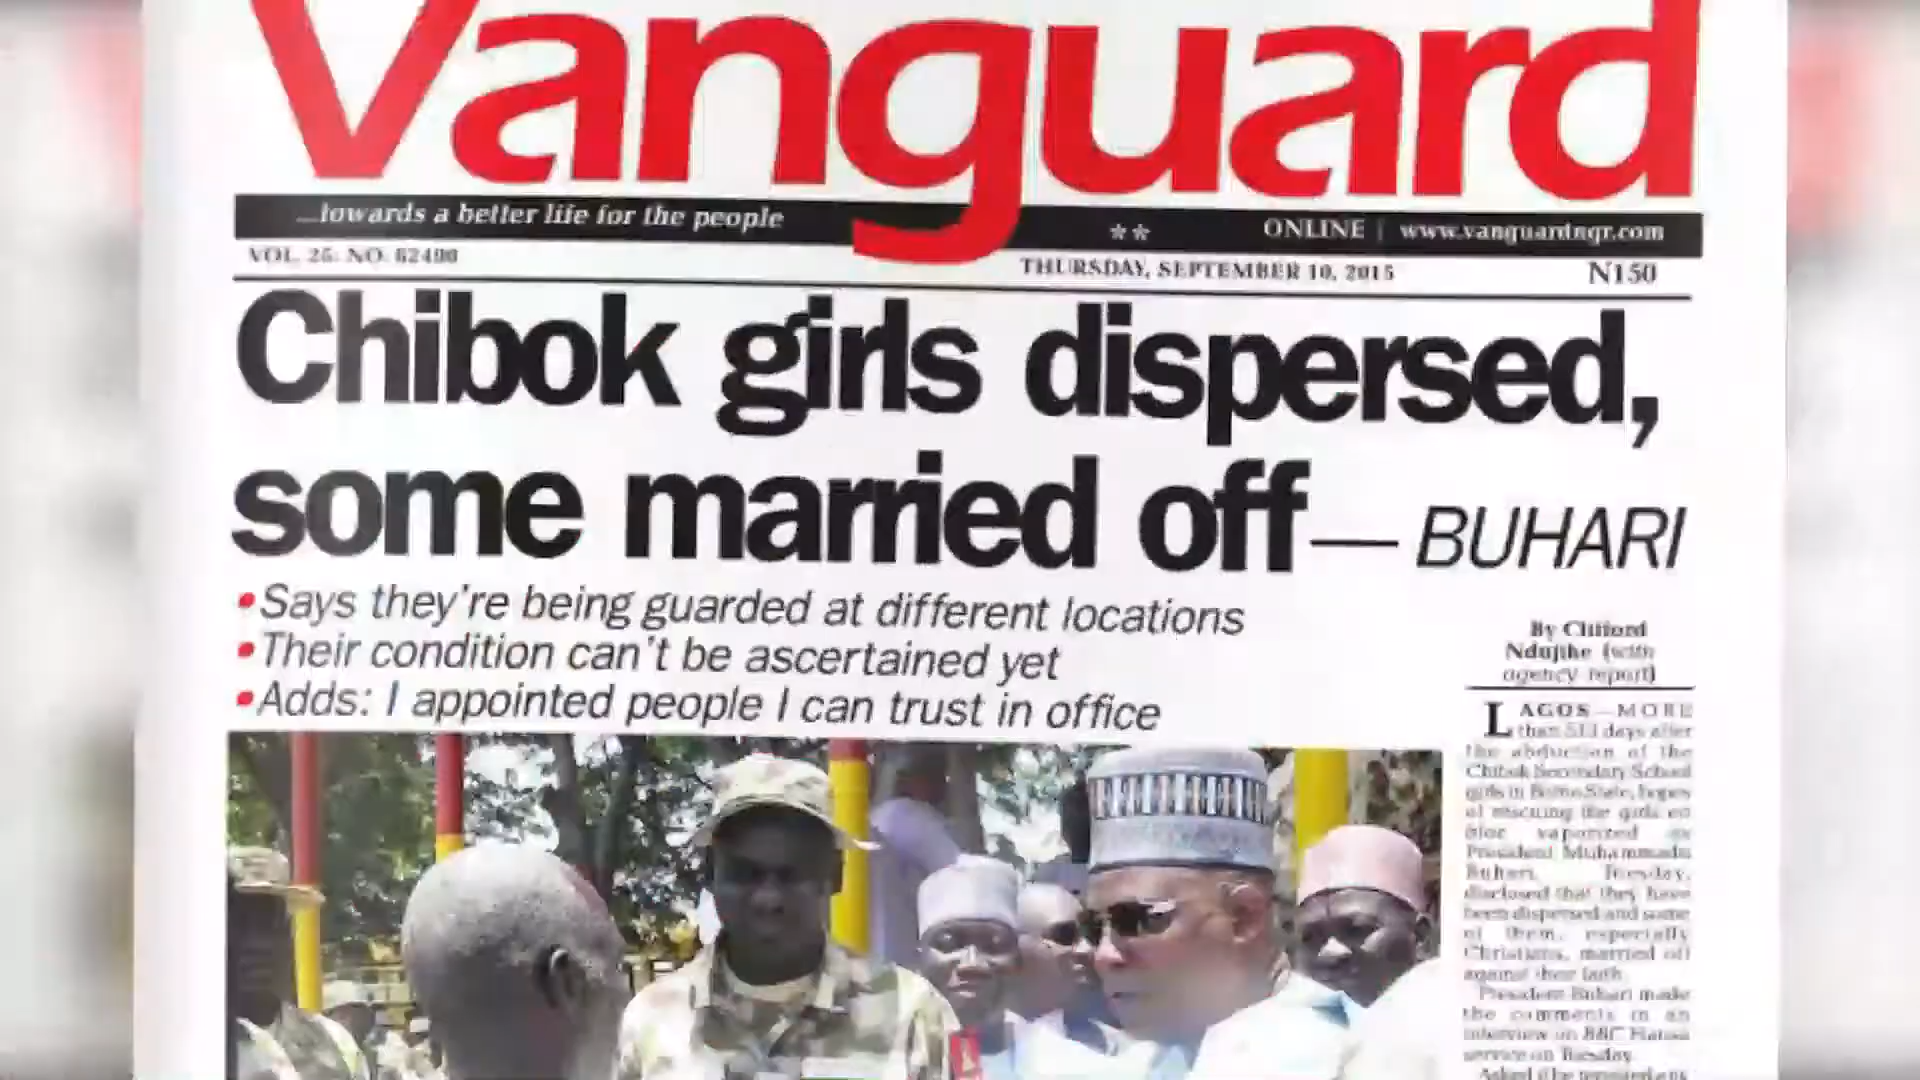 Vanguard
...towards a better life for the people
** ONLINE | www.vanguardngr.com
VOL. 25: NO. 62490
THURSDAY, SEPTEMBER 10, 2015
N150
Chibok girls dispersed,
some married off — BUHARI
•Says they're being guarded at different locations
•Their condition can't be ascertained yet
•Adds: I appointed people I can trust in office
By Clifford
Ndujihe (with
agency report)
LAGOS—MORE
than 513 days after
the abduction of the
Chibok Secondary School
girls in Borno State, hopes
of rescuing the girls en
bloc vaporized as
President Muhammadu
Buhari, Tuesday,
disclosed that they have
been dispersed and some
of them, especially
Christians, married off
against their faith.
President Buhari made
the comments in an
interview on BBC Hausa
service on Tuesday.
Asked if he